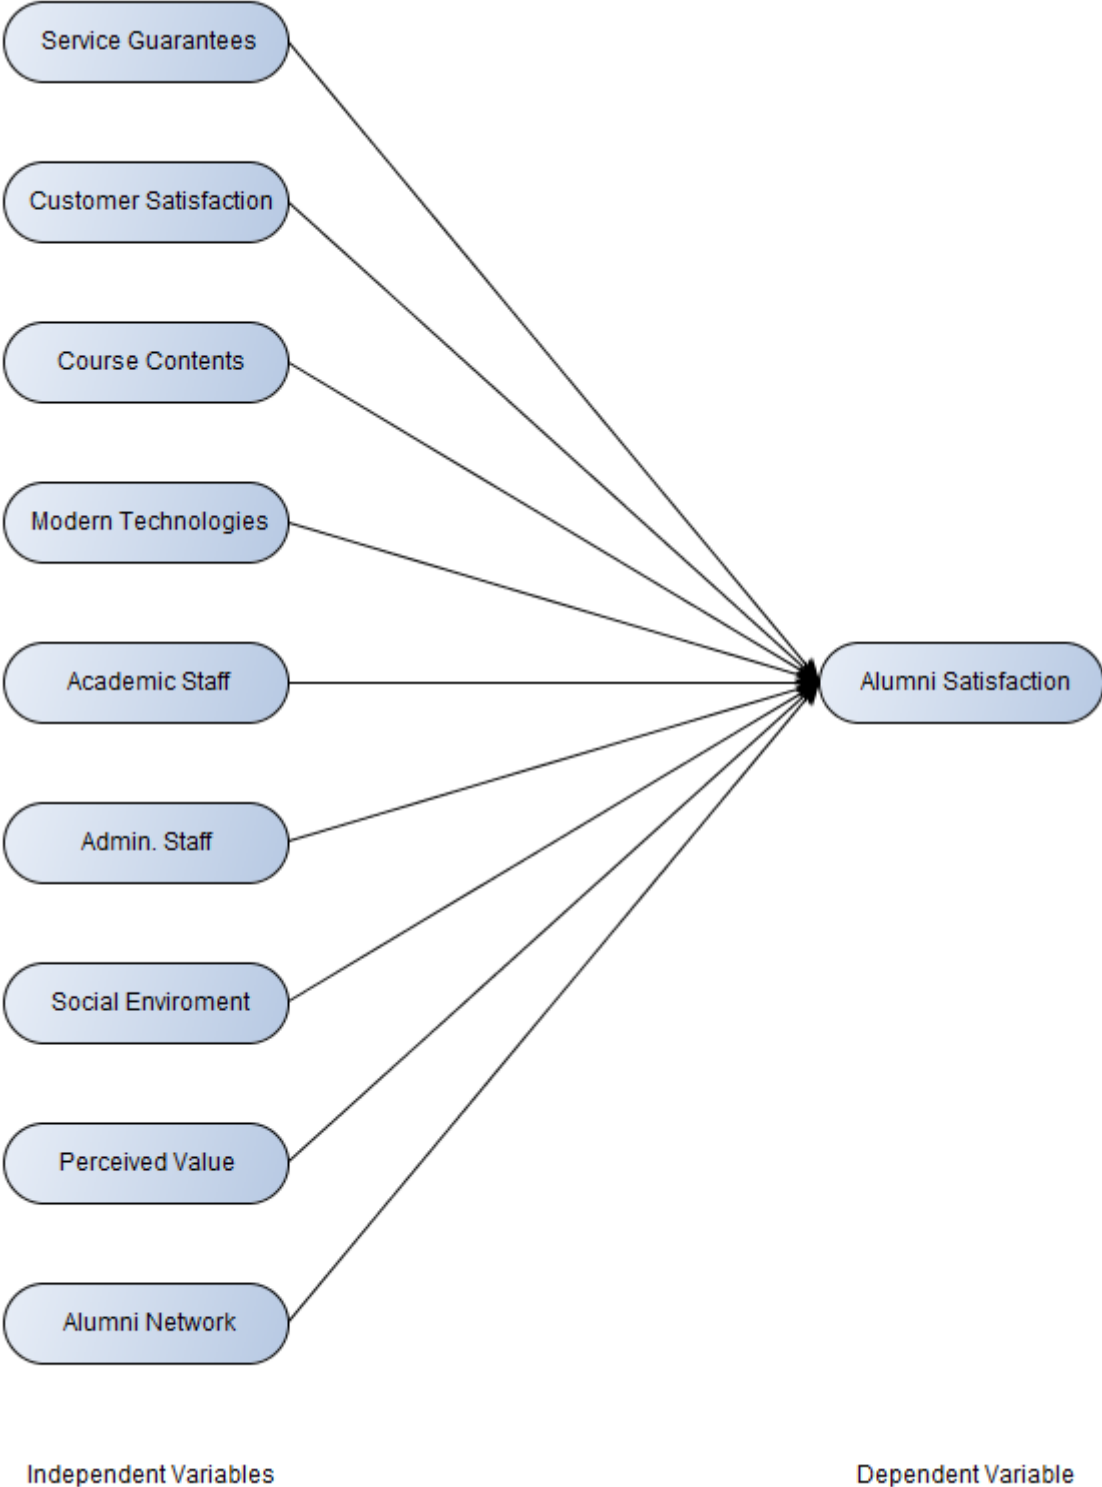 Service Guarantees
Customer Satisfaction
Course Contents
Modern Technologies
Academic Staff
Alumni Satisfaction
Admin. Staff
Social Enviroment
Perceived Value
Alumni Network
Independent Variables
Dependent Variable